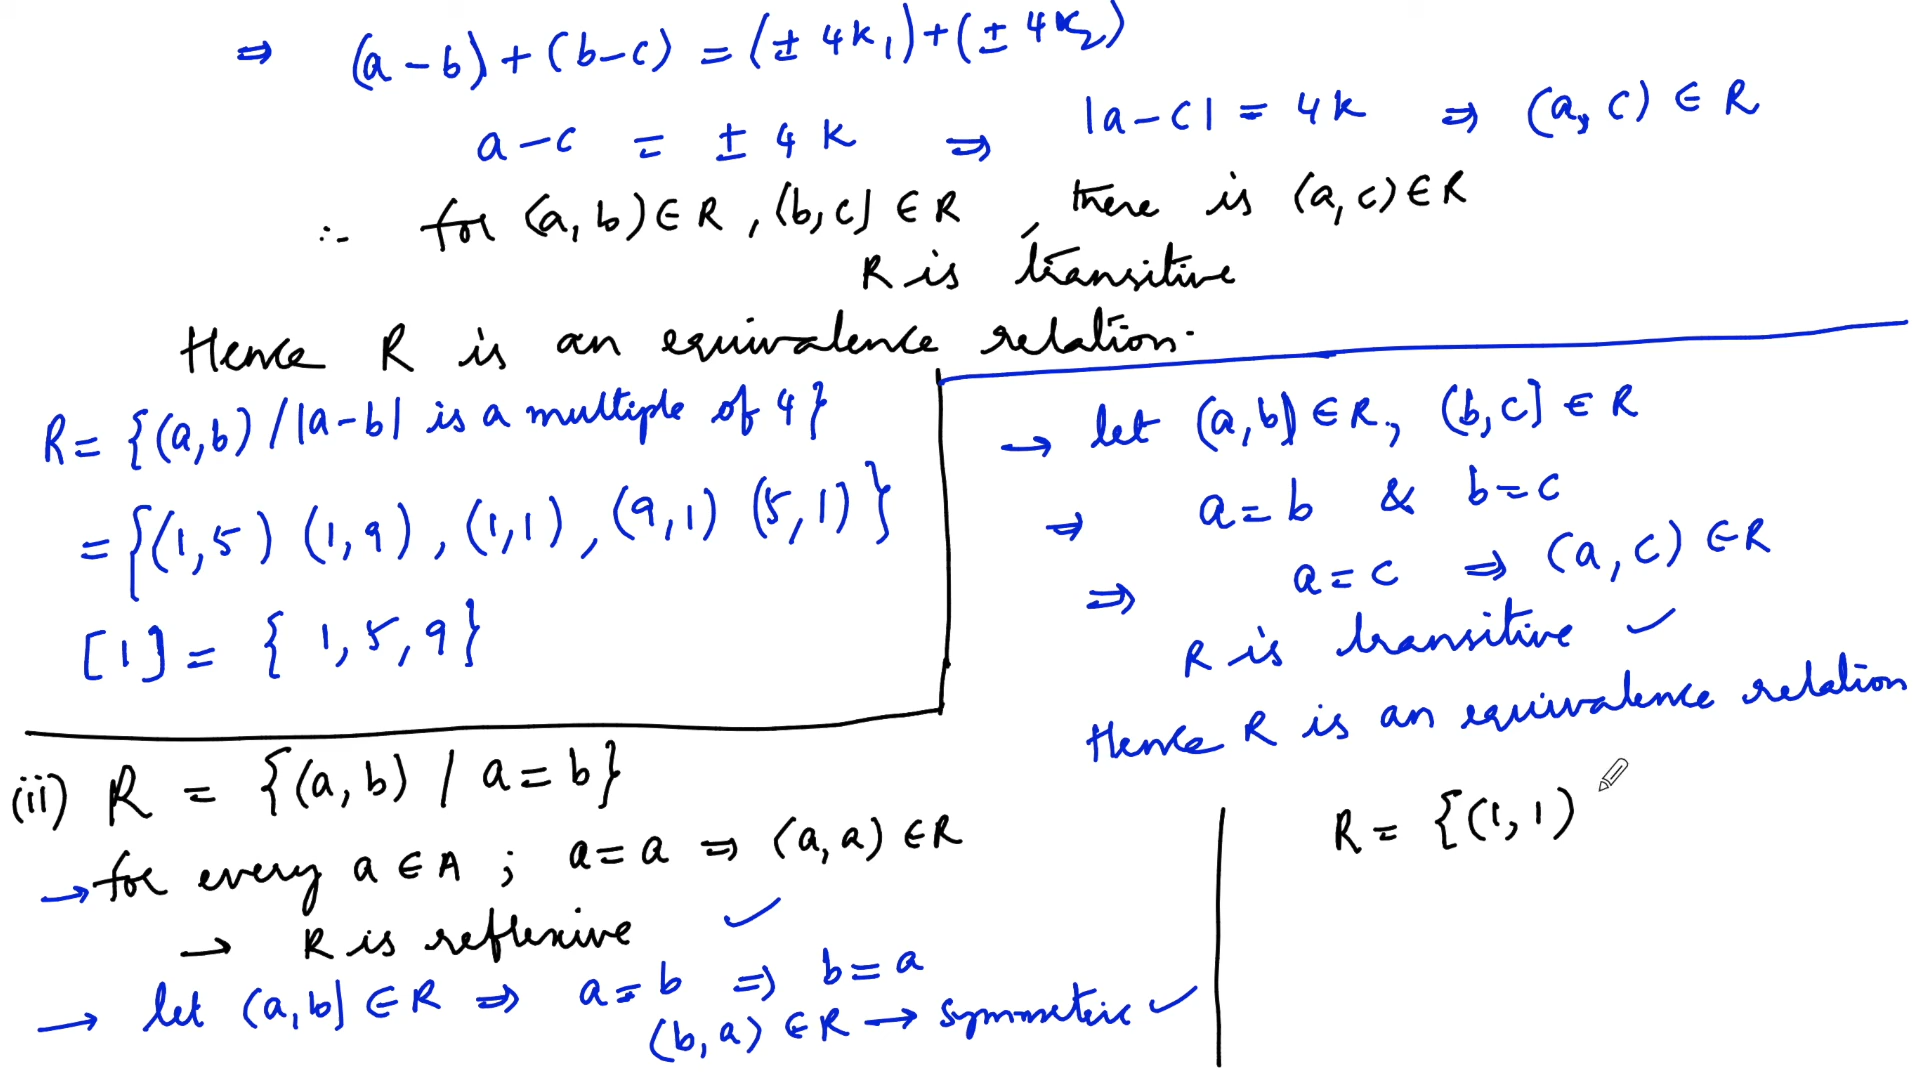 ⇒ (a-b)+(b-c) = (± 4k₁)+(± 4k₂)
a-c = ± 4k ⇒ |a-c| = 4k ⇒ (a, c) ∈ R
∴ for (a, b) ∈ R, (b, c) ∈ R, there is (a, c) ∈ R
R is transitive
Hence R is an equivalence relation.
R = {(a,b) / |a-b| is a multiple of 4}
= {(1,5) (1,9), (1,1), (9,1) (5,1)}
[1] = { 1, 5, 9}
→ let (a,b) ∈ R, (b,c) ∈ R
⇒ a=b & b=c
⇒ a=c ⇒ (a, c) ∈ R
R is transitive ✓
Hence R is an equivalence relation
(ii) R = {(a,b) / a=b}
→ for every a ∈ A ; a=a ⇒ (a, a) ∈ R
→ R is reflexive ✓
→ let (a,b) ∈ R ⇒ a=b ⇒ b=a
(b, a) ∈ R → symmetric ✓
R = {(1,1)